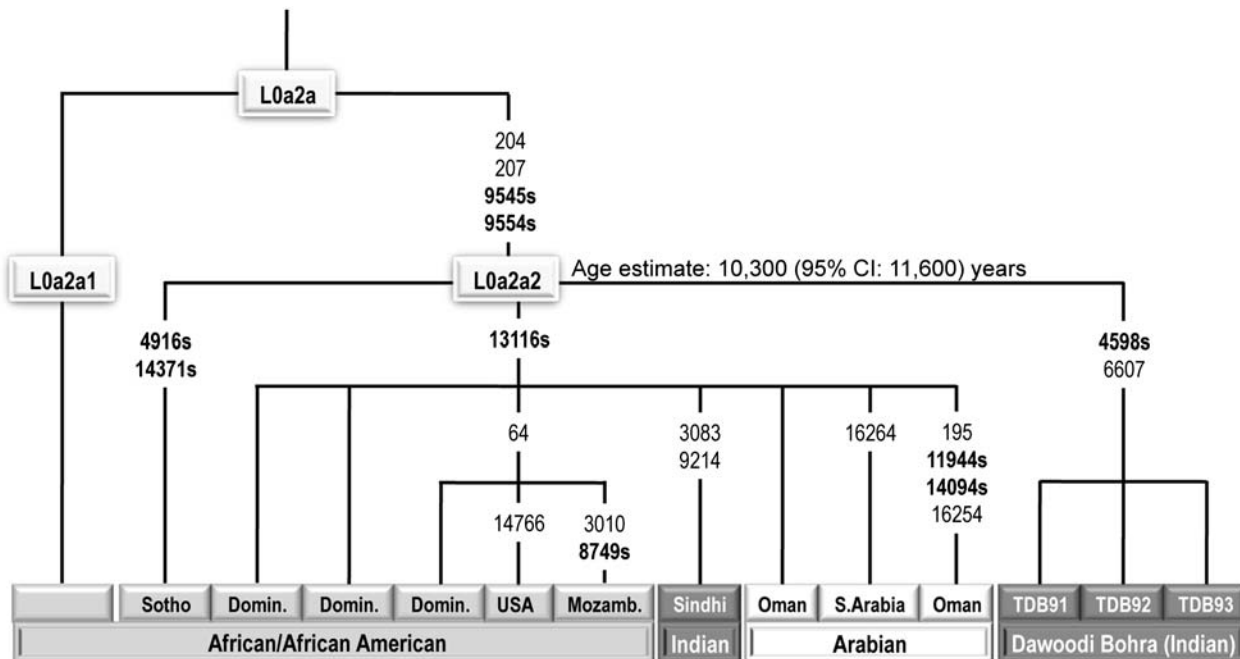 L0a2a
204
207
9545s
9554s
L0a2a1
L0a2a2
Age estimate: 10,300 (95% CI: 11,600) years
4916s
14371s
13116s
4598s
6607
64
3083
9214
16264
195
11944s
14094s
16254
14766
3010
8749s
Sotho Domin. Domin. Domin. USA Mozamb. Sindhi Oman S.Arabia Oman TDB91 TDB92 TDB93
African/African American Indian Arabian Dawoodi Bohra (Indian)